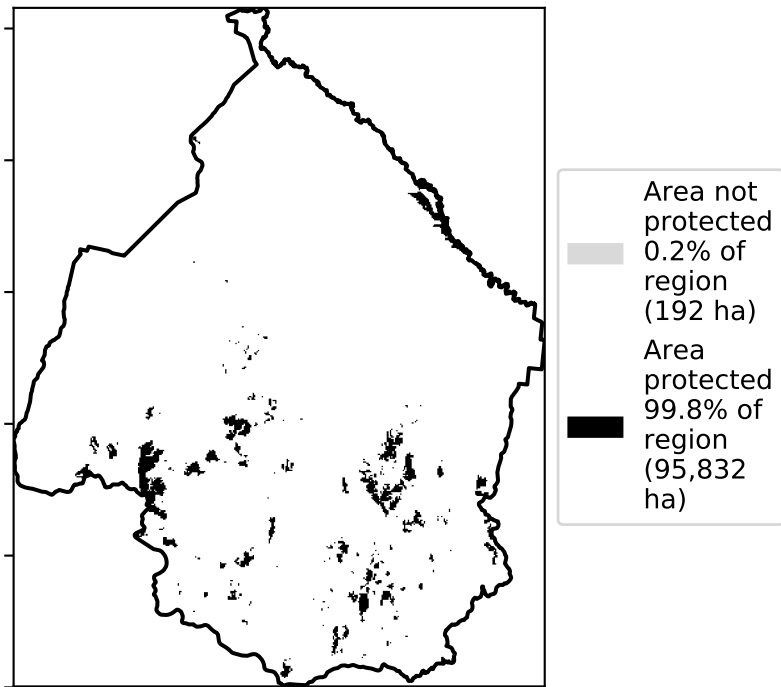 Area not
protected
0.2% of
region
(192 ha)
Area
protected
99.8% of
region
(95,832
ha)